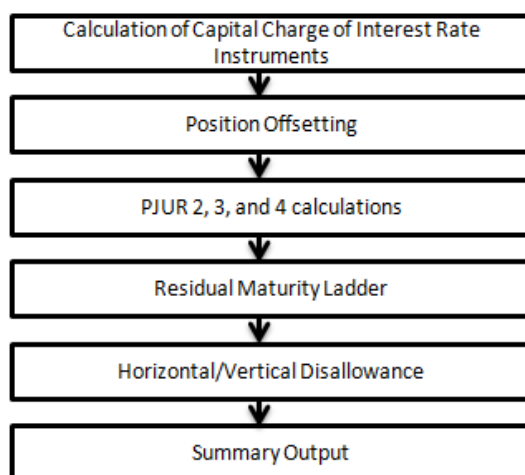 Calculation of Capital Charge of Interest Rate
Instruments
Position Offsetting
PJUR 2, 3, and 4 calculations
Residual Maturity Ladder
Horizontal/Vertical Disallowance
Summary Output